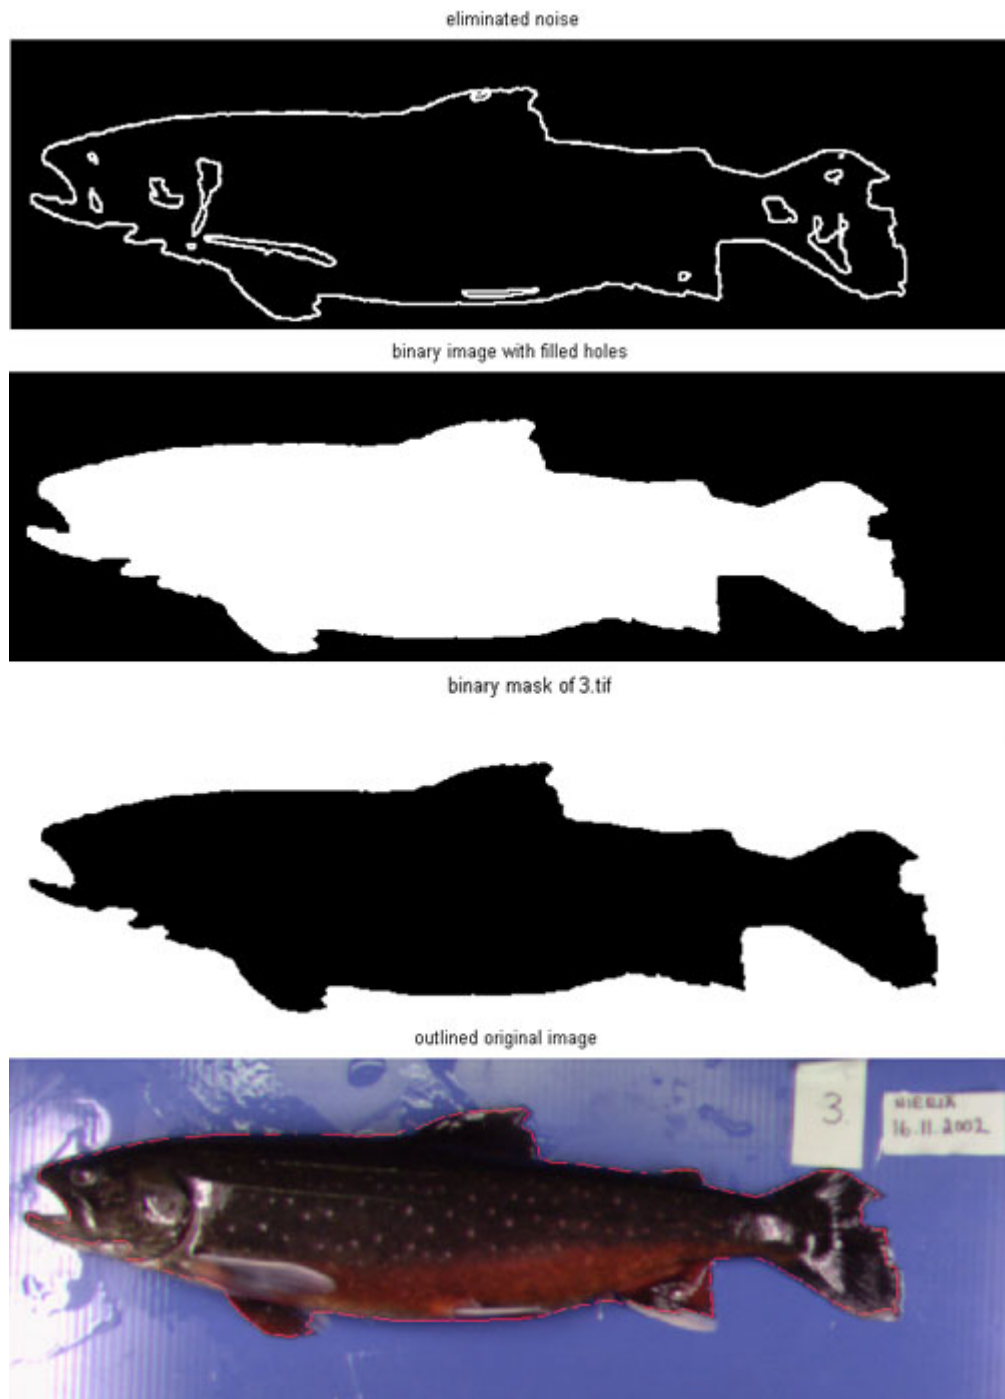 eliminated noise
binary image with filled holes
binary mask of 3.tif
outlined original image
3
NIERIÄ
16.11.2002